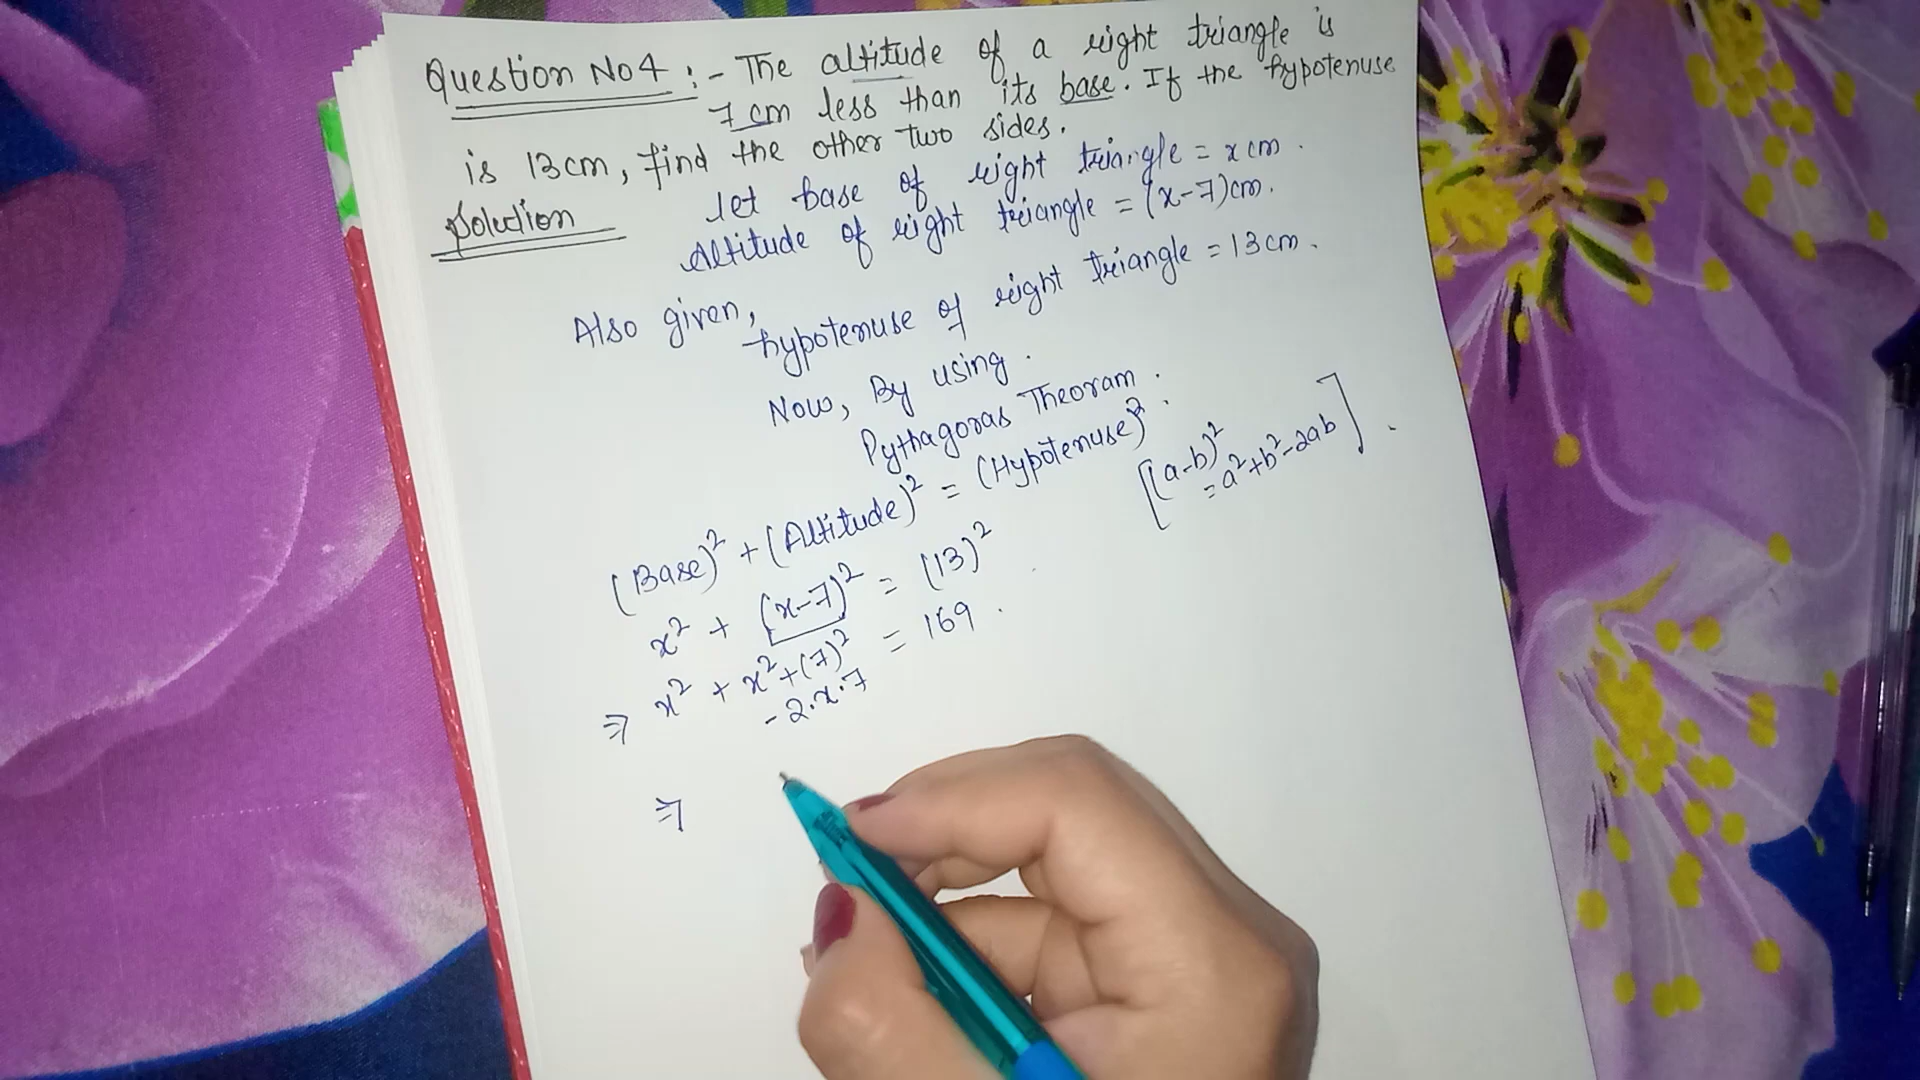 Question No 4 :- The altitude of a right triangle is
7 cm less than its base. If the hypotenuse
is 13 cm, find the other two sides.
Solution let base of right triangle = x cm.
Altitude of right triangle = (x-7) cm.
Also given,
hypotenuse of right triangle = 13 cm.
Now, By using.
Pythagoras Theoram.
(Base)² + (Altitude)² = (Hypotenuse)².
[(a-b)²
= a²+b²-2ab].
x² + (x-7)² = (13)²
⇒ x² + x²+(7)² = 169.
-2.x.7
⇒